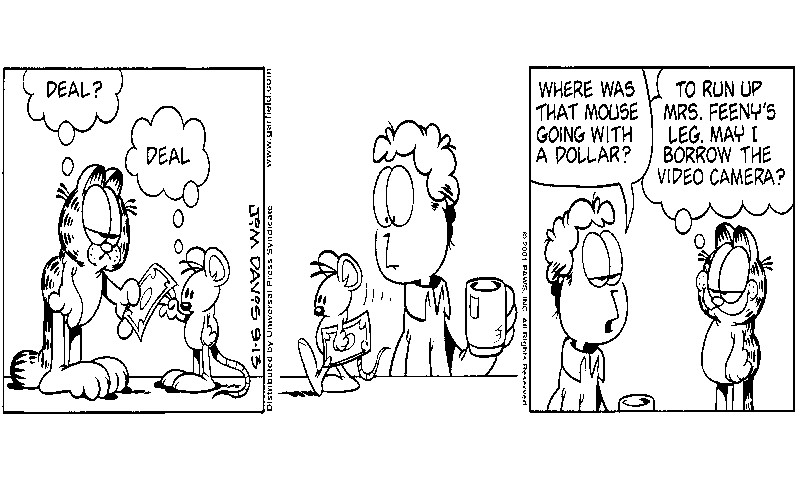 DEAL?
DEAL
JIM DAVIS 9-13
www.garfield.com
Distributed by Universal Press Syndicate
WHERE WAS
THAT MOUSE
GOING WITH
A DOLLAR?
TO RUN UP
MRS. FEENY'S
LEG. MAY I
BORROW THE
VIDEO CAMERA?
© 2001 PAWS, INC. All Rights Reserved